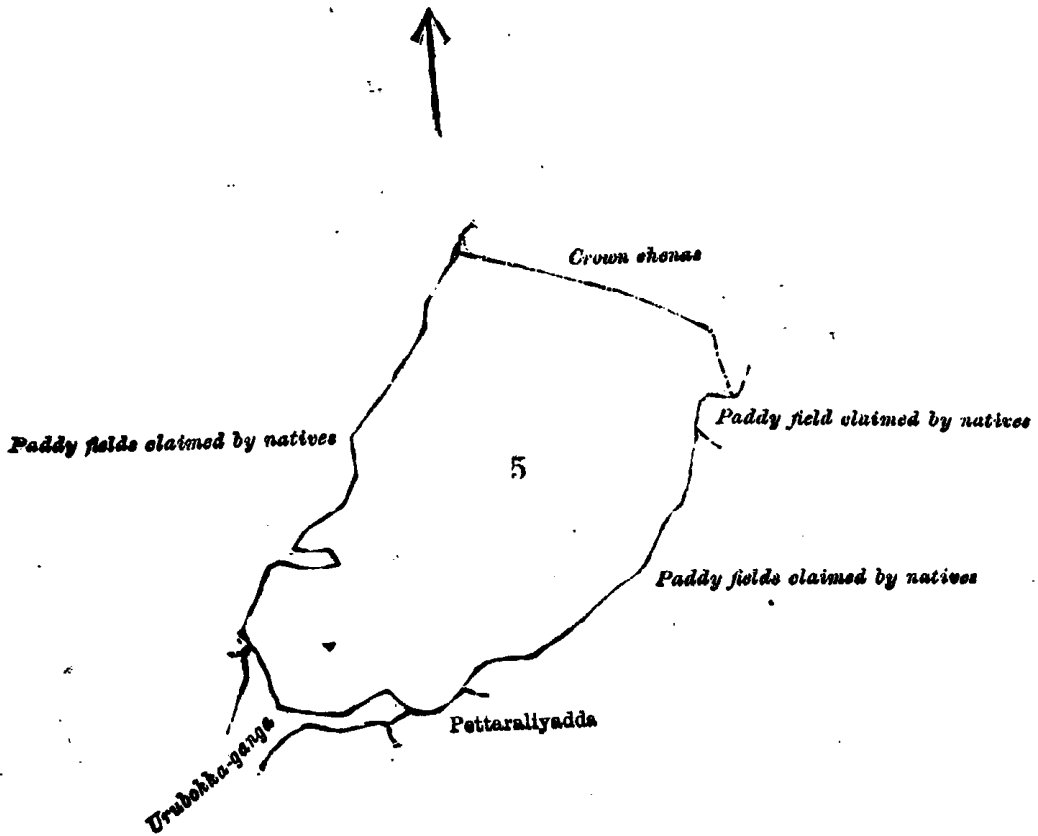 Crown chenas
Paddy field claimed by natives
Paddy fields claimed by natives
5
Paddy fields claimed by natives
Pettaraliyadda
Urubokka-ganga